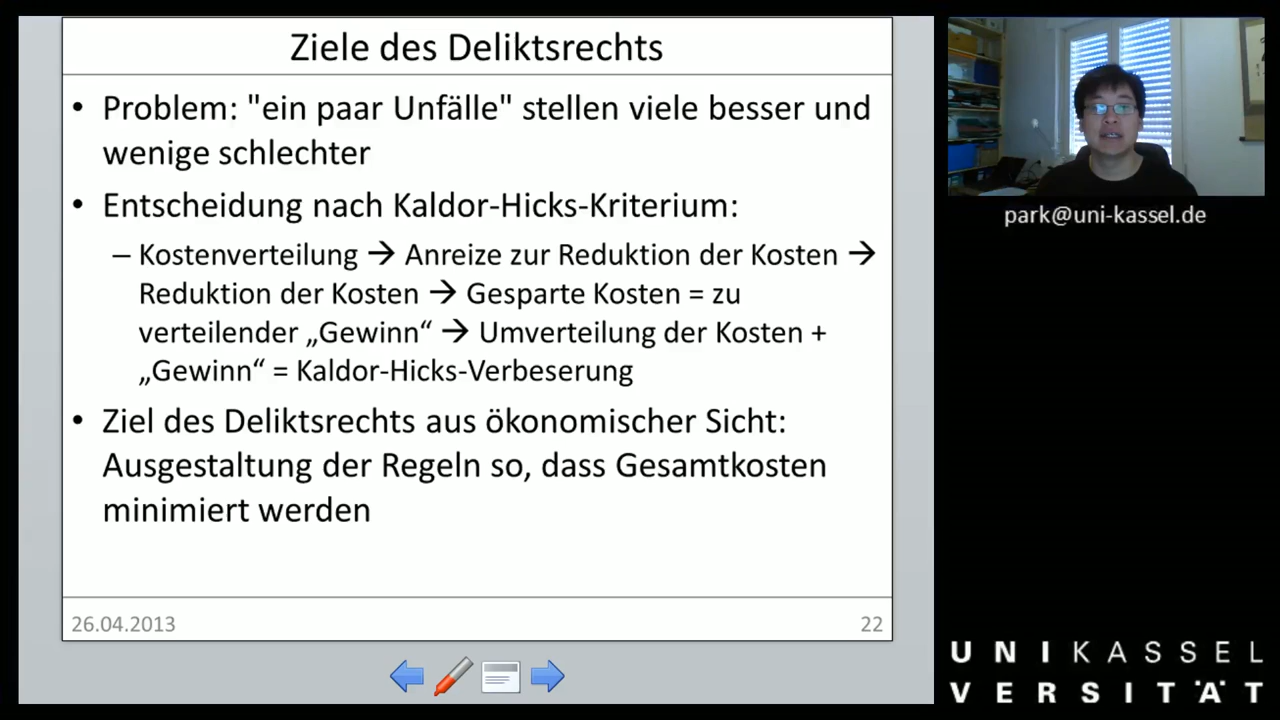 Ziele des Deliktsrechts
• Problem: "ein paar Unfälle" stellen viele besser und
wenige schlechter
• Entscheidung nach Kaldor-Hicks-Kriterium:
– Kostenverteilung → Anreize zur Reduktion der Kosten →
Reduktion der Kosten → Gesparte Kosten = zu
verteilender „Gewinn“ → Umverteilung der Kosten +
„Gewinn“ = Kaldor-Hicks-Verbeserung
• Ziel des Deliktsrechts aus ökonomischer Sicht:
Ausgestaltung der Regeln so, dass Gesamtkosten
minimiert werden
26.04.2013
22
park@uni-kassel.de
UNIKASSEL
VERSITÄT